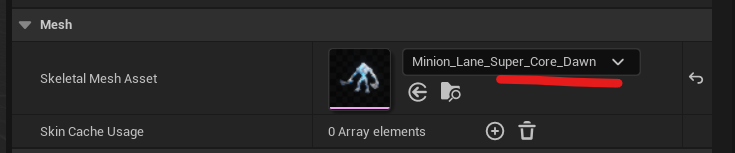 Mesh
Skeletal Mesh Asset
Minion_Lane_Super_Core_Dawn
Skin Cache Usage
0 Array elements